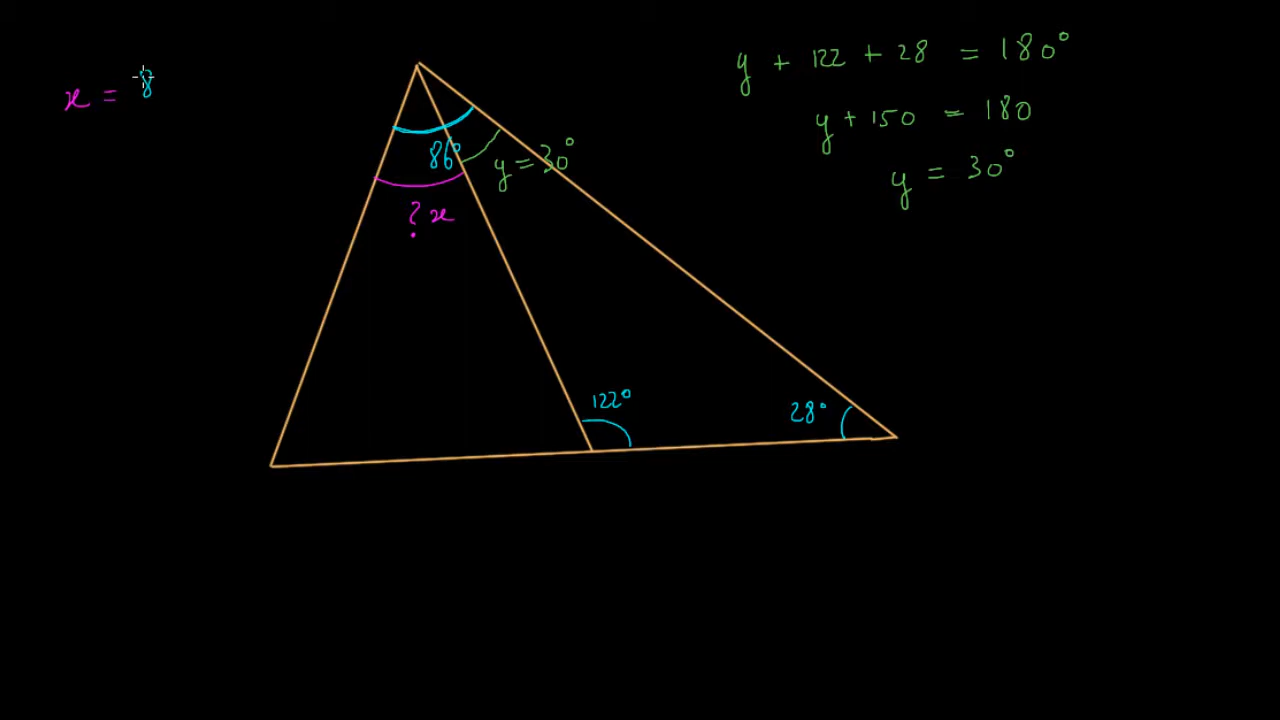 x = 8
y + 122 + 28 = 180°
y + 150 = 180
y = 30°
86°
y = 30°
? x
122°
28°